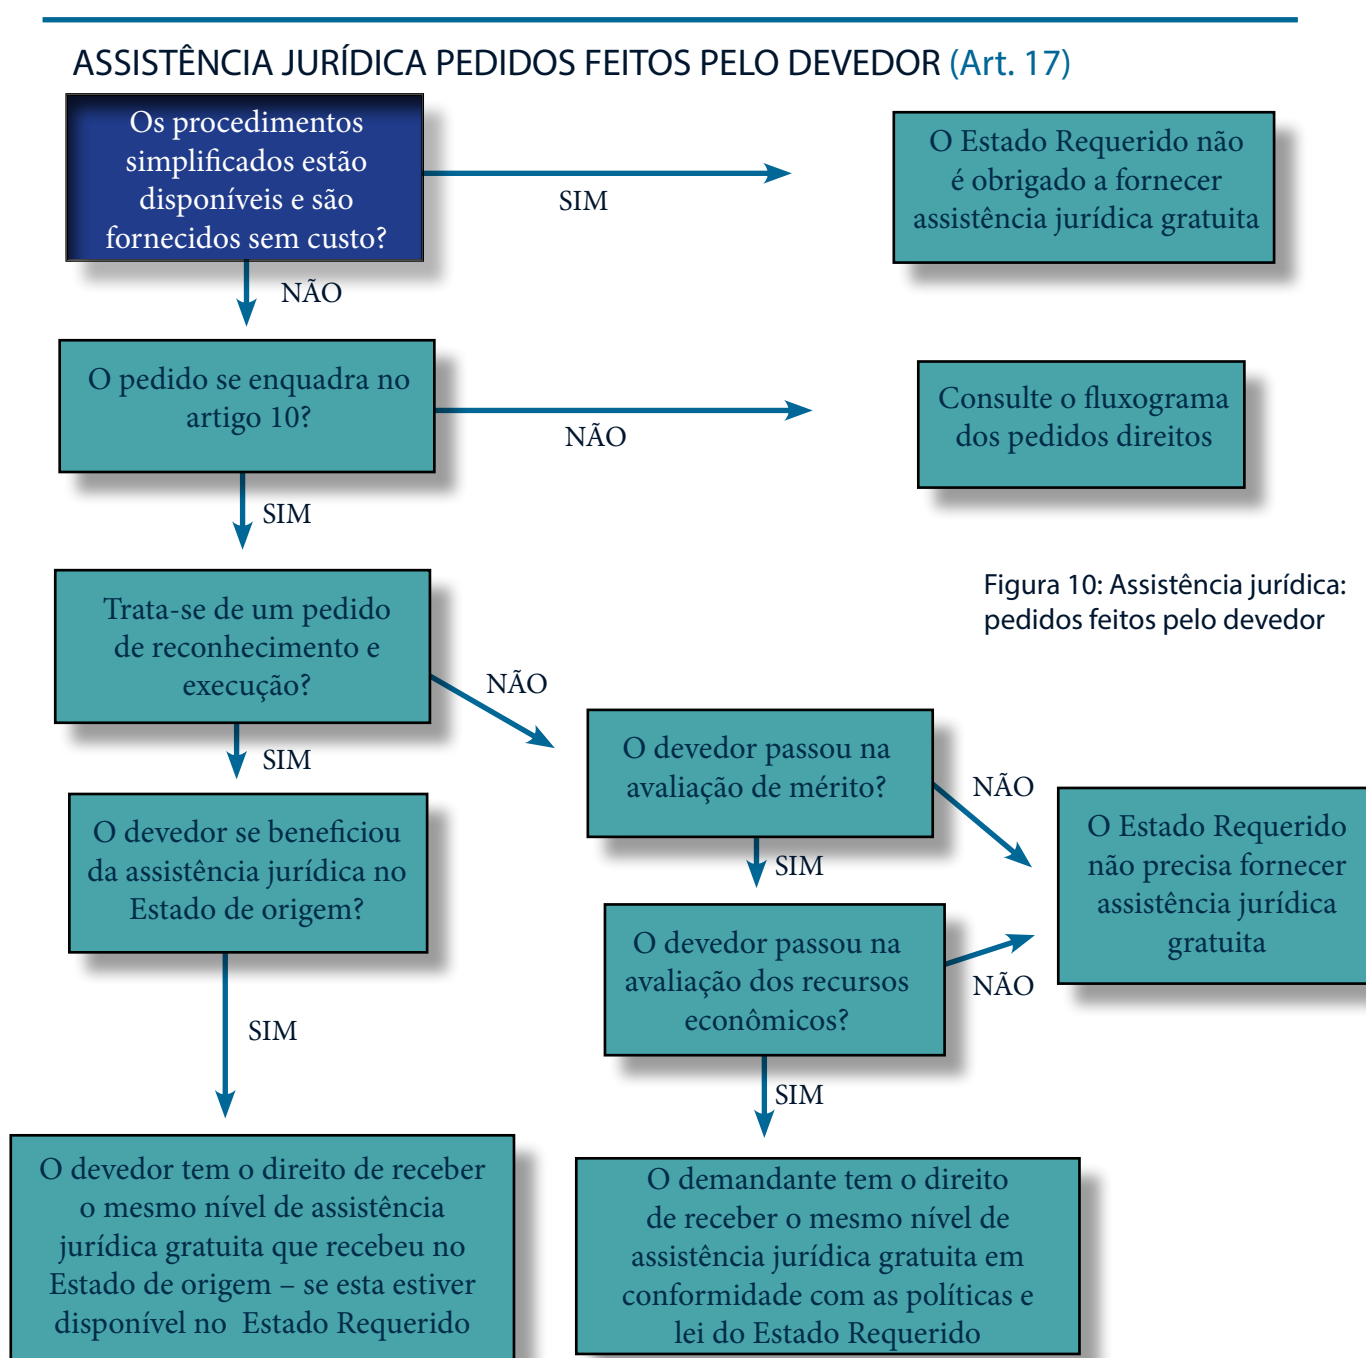 ASSISTÊNCIA JURÍDICA PEDIDOS FEITOS PELO DEVEDOR (Art. 17)
Os procedimentos
simplificados estão
disponíveis e são
fornecidos sem custo?
SIM
O Estado Requerido não
é obrigado a fornecer
assistência jurídica gratuita
NÃO
O pedido se enquadra no
artigo 10?
NÃO
Consulte o fluxograma
dos pedidos direitos
SIM
Figura 10: Assistência jurídica:
pedidos feitos pelo devedor
Trata-se de um pedido
de reconhecimento e
execução?
NÃO
SIM
O devedor passou na
avaliação de mérito?
NÃO
O devedor se beneficiou
da assistência jurídica no
Estado de origem?
SIM
O Estado Requerido
não precisa fornecer
assistência jurídica
gratuita
O devedor passou na
avaliação dos recursos
econômicos?
NÃO
SIM
SIM
O devedor tem o direito de receber
o mesmo nível de assistência
jurídica gratuita que recebeu no
Estado de origem – se esta estiver
disponível no Estado Requerido
O demandante tem o direito
de receber o mesmo nível de
assistência jurídica gratuita em
conformidade com as políticas e
lei do Estado Requerido